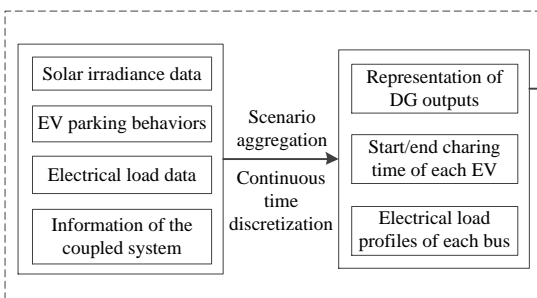 Solar irradiance data
EV parking behaviors
Electrical load data
Information of the
coupled system
Scenario
aggregation
Continuous
time
discretization
Representation of
DG outputs
Start/end charing
time of each EV
Electrical load
profiles of each bus